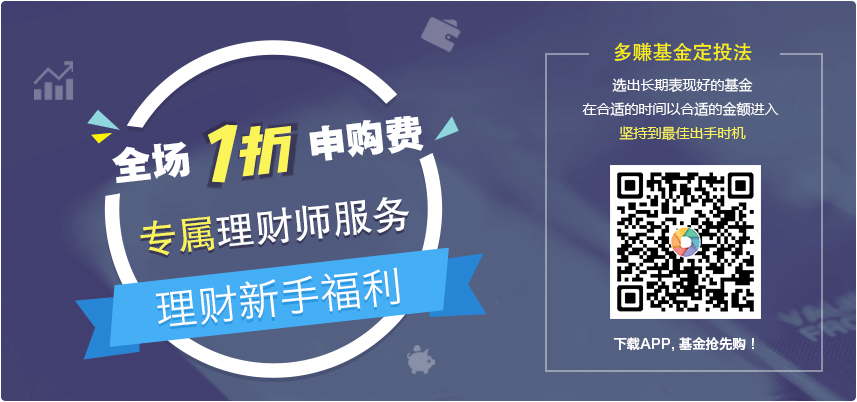 全场 1折 申购费
专属理财师服务
理财新手福利
多赚基金定投法
选出长期表现好的基金
在合适的时间以合适的金额进入
坚持到最佳出手时机
下载APP, 基金抢先购！